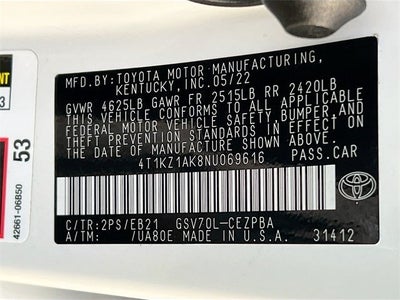 MFD.BY:TOYOTA MOTOR MANUFACTURING,
KENTUCKY,INC.05/22
GVWR 4625LB GAWR FR 2515LB RR 2420LB
THIS VEHICLE CONFORMS TO ALL APPLICABLE
FEDERAL MOTOR VEHICLE SAFETY, BUMPER, AND
THEFT PREVENTION STANDARDS IN EFFECT ON
THE DATE OF MANUFACTURE SHOWN ABOVE.
4T1KZ1AK8NU069616 PASS.CAR
C/TR:2PS/EB21 GSV70L-CEZPBA
/UA80E MADE IN U.S.A. 31412
TOYOTA
53
42661-06B50